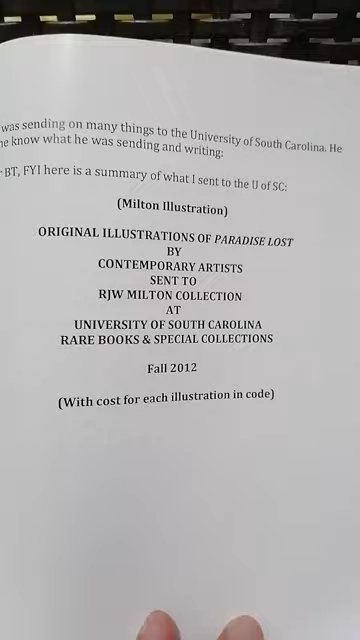 was sending on many things to the University of South Carolina. He
know what he was sending and writing:
-BT, FYI here is a summary of what I sent to the U of SC:
(Milton Illustration)
ORIGINAL ILLUSTRATIONS OF PARADISE LOST
BY
CONTEMPORARY ARTISTS
SENT TO
RJW MILTON COLLECTION
AT
UNIVERSITY OF SOUTH CAROLINA
RARE BOOKS & SPECIAL COLLECTIONS
Fall 2012
(With cost for each illustration in code)